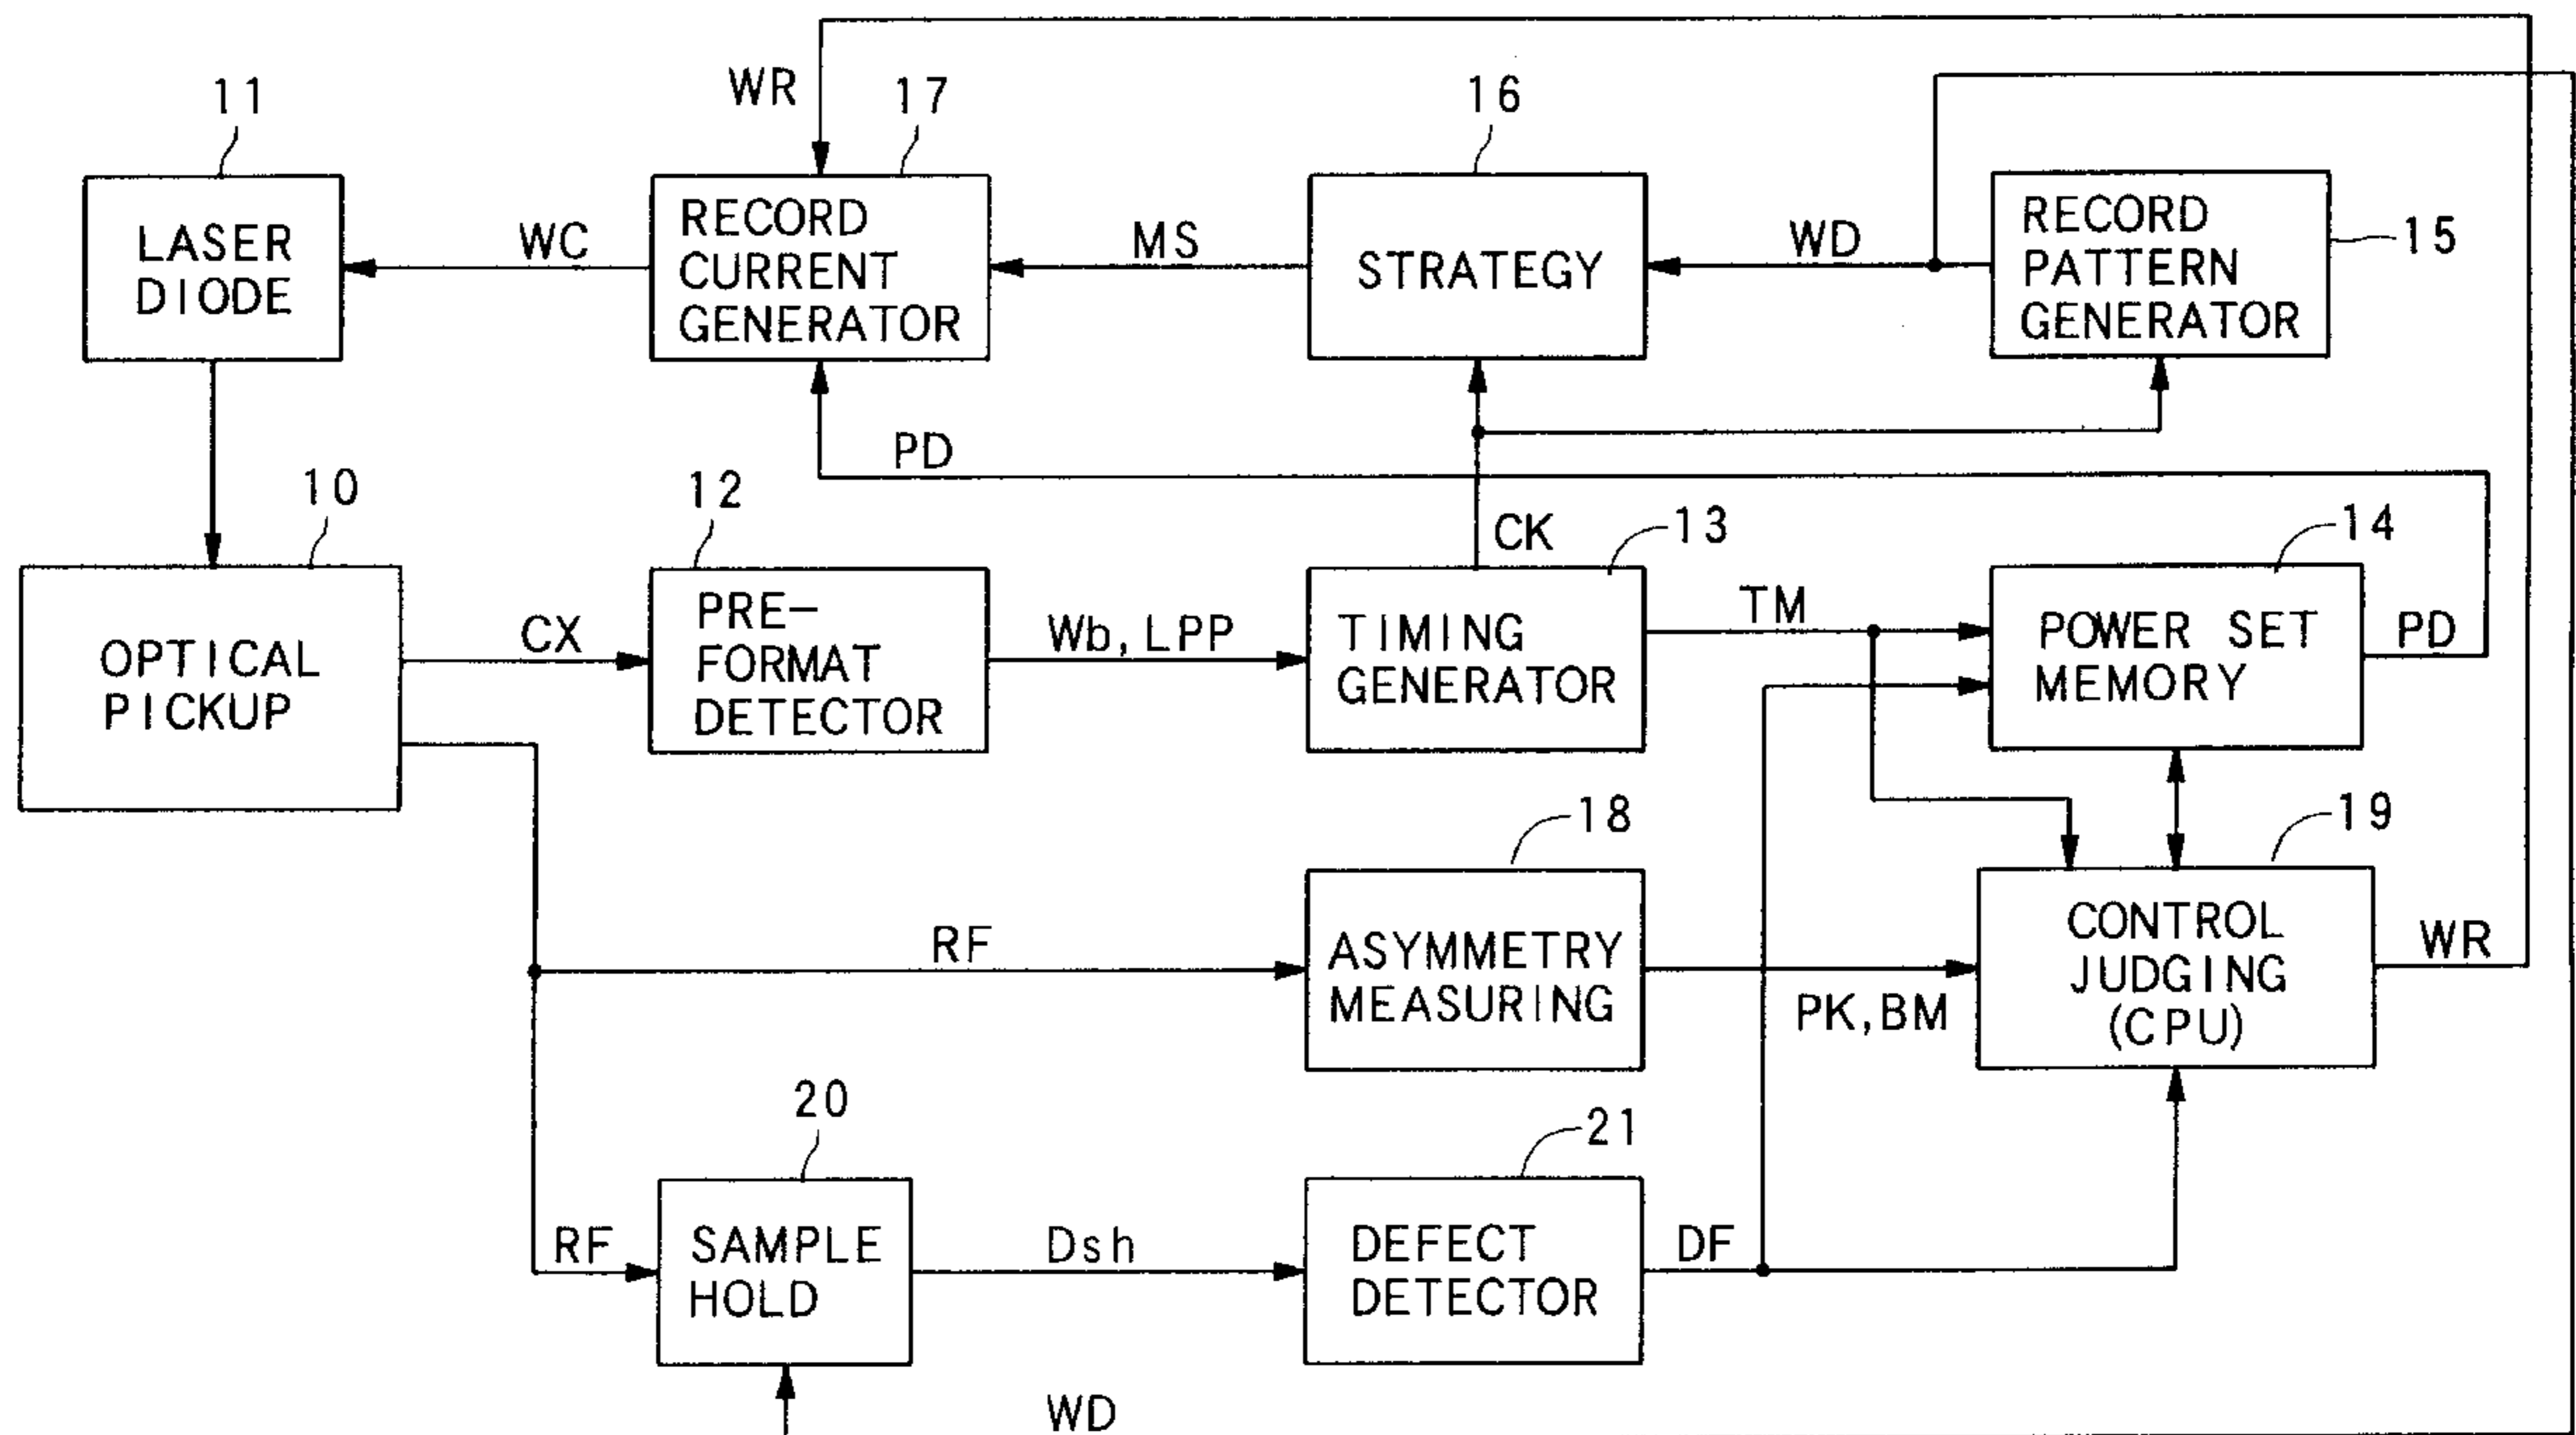 WR
11
17
16
LASER
DIODE
WC
RECORD
CURRENT
GENERATOR
MS
STRATEGY
WD
RECORD
PATTERN
GENERATOR
15
PD
10
12
CK
13
14
OPTICAL
PICKUP
CX
PRE-
FORMAT
DETECTOR
Wb, LPP
TIMING
GENERATOR
TM
POWER SET
MEMORY
PD
18
19
RF
ASYMMETRY
MEASURING
PK, BM
CONTROL
JUDGING
(CPU)
WR
20
21
RF
SAMPLE
HOLD
Dsh
DEFECT
DETECTOR
DF
WD